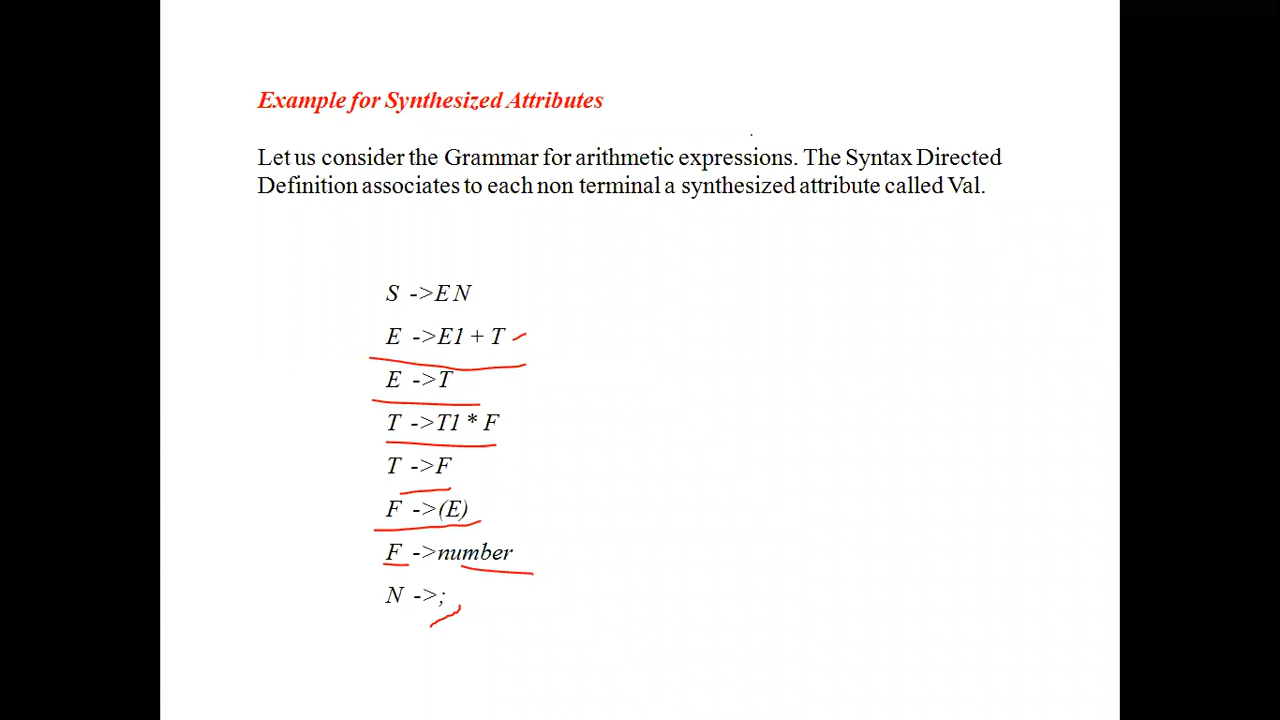 Example for Synthesized Attributes
Let us consider the Grammar for arithmetic expressions. The Syntax Directed
Definition associates to each non terminal a synthesized attribute called Val.
S ->E N
E ->E1 + T
E ->T
T ->T1 * F
T ->F
F ->(E)
F ->number
N ->;